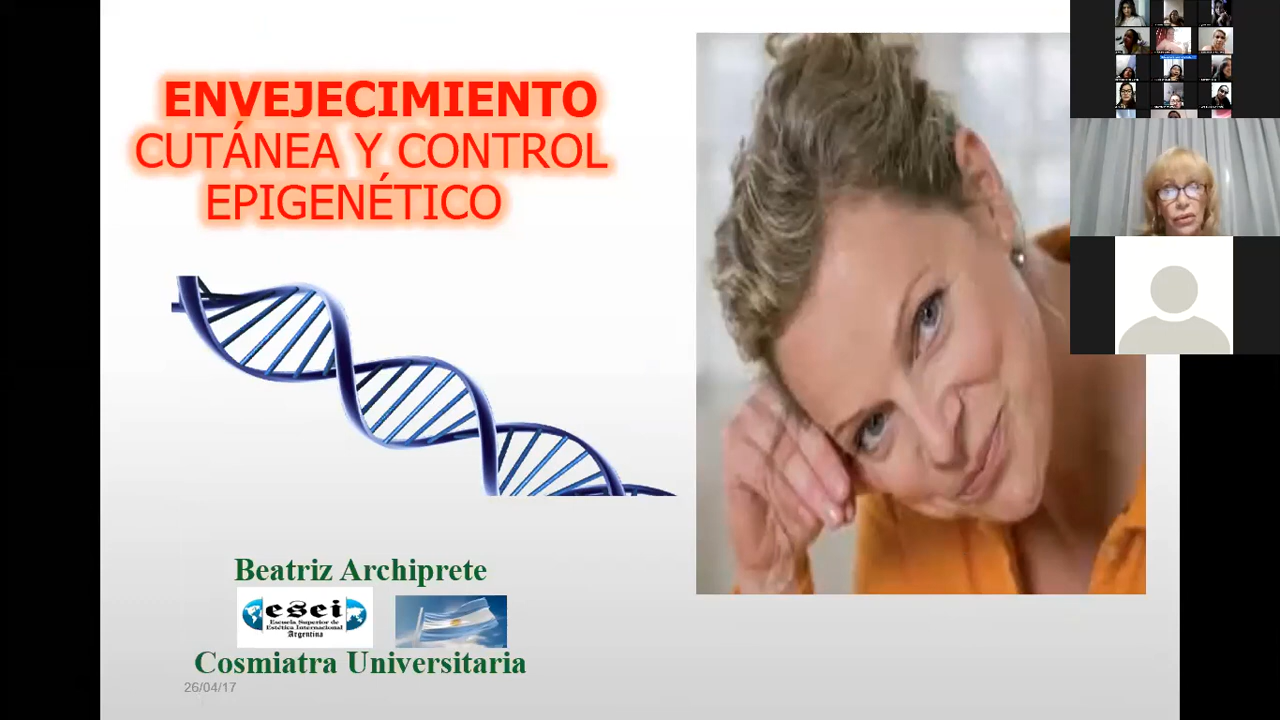 ENVEJECIMIENTO
CUTÁNEA Y CONTROL
EPIGENÉTICO
Beatriz Archiprete
esei
Escuela Superior de
Estética Internacional
Argentina
Cosmiatra Universitaria
26/04/17